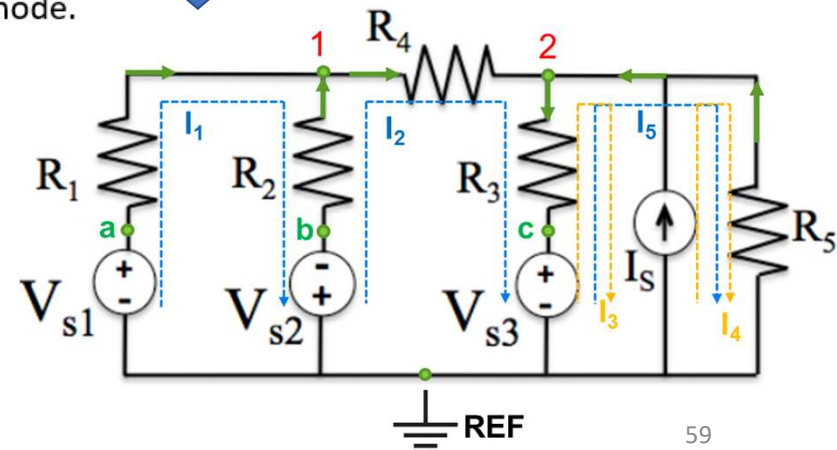 node.
R4
1
2
I1
I2
I5
R1
R2
R3
R5
a
b
c
+
-
-
+
+
-
Vs1
Vs2
Vs3
IS
I3
I4
REF
59